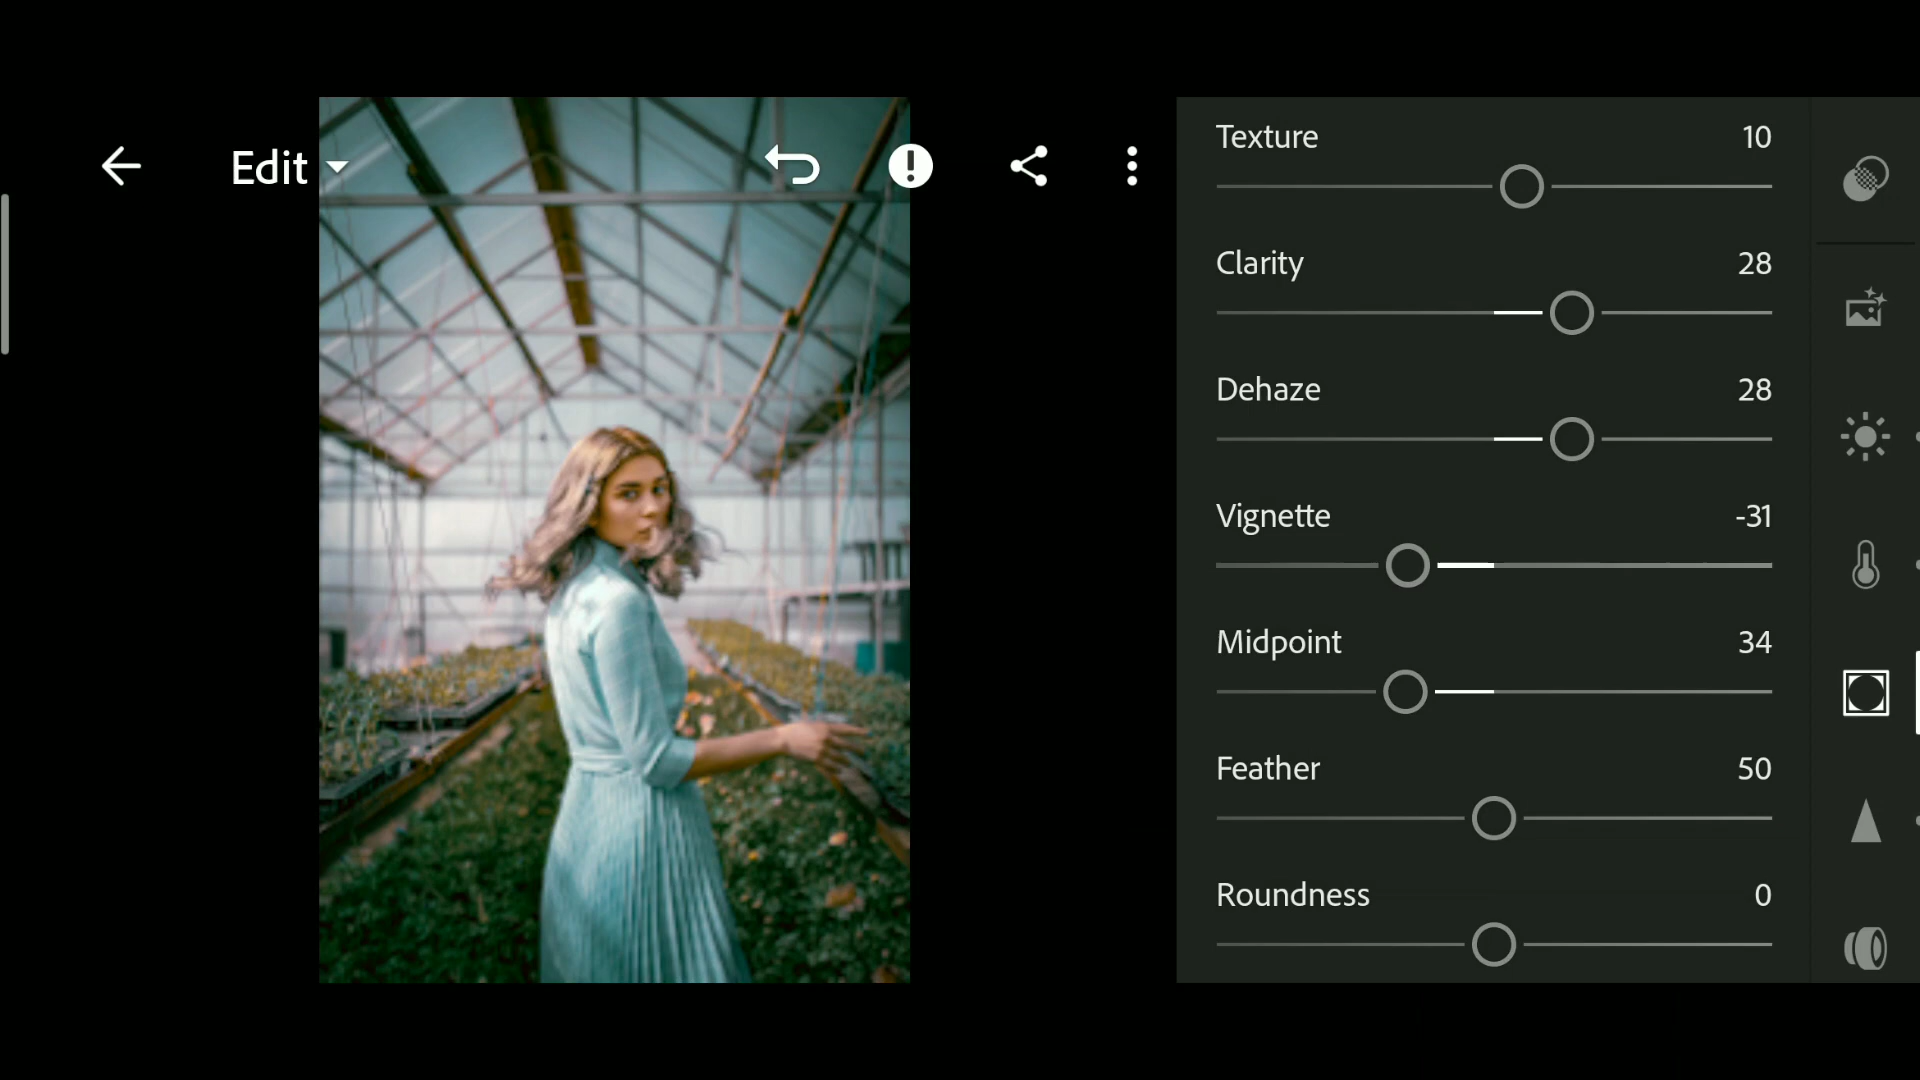 Edit
Texture 10
Clarity 28
Dehaze 28
Vignette -31
Midpoint 34
Feather 50
Roundness 0